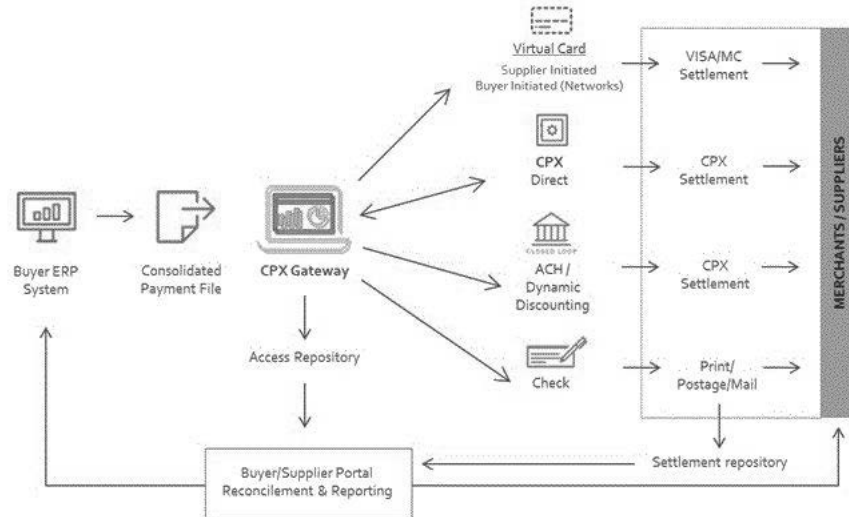 Virtual Card
Supplier Initiated
Buyer Initiated (Networks)
VISA/MC
Settlement
CPX
Direct
CPX
Settlement
Buyer ERP
System
Consolidated
Payment File
CPX Gateway
CLOSED LOOP
ACH /
Dynamic
Discounting
CPX
Settlement
Access Repository
Check
Print/
Postage/Mail
MERCHANTS / SUPPLIERS
Buyer/Supplier Portal
Reconcilement & Reporting
Settlement repository